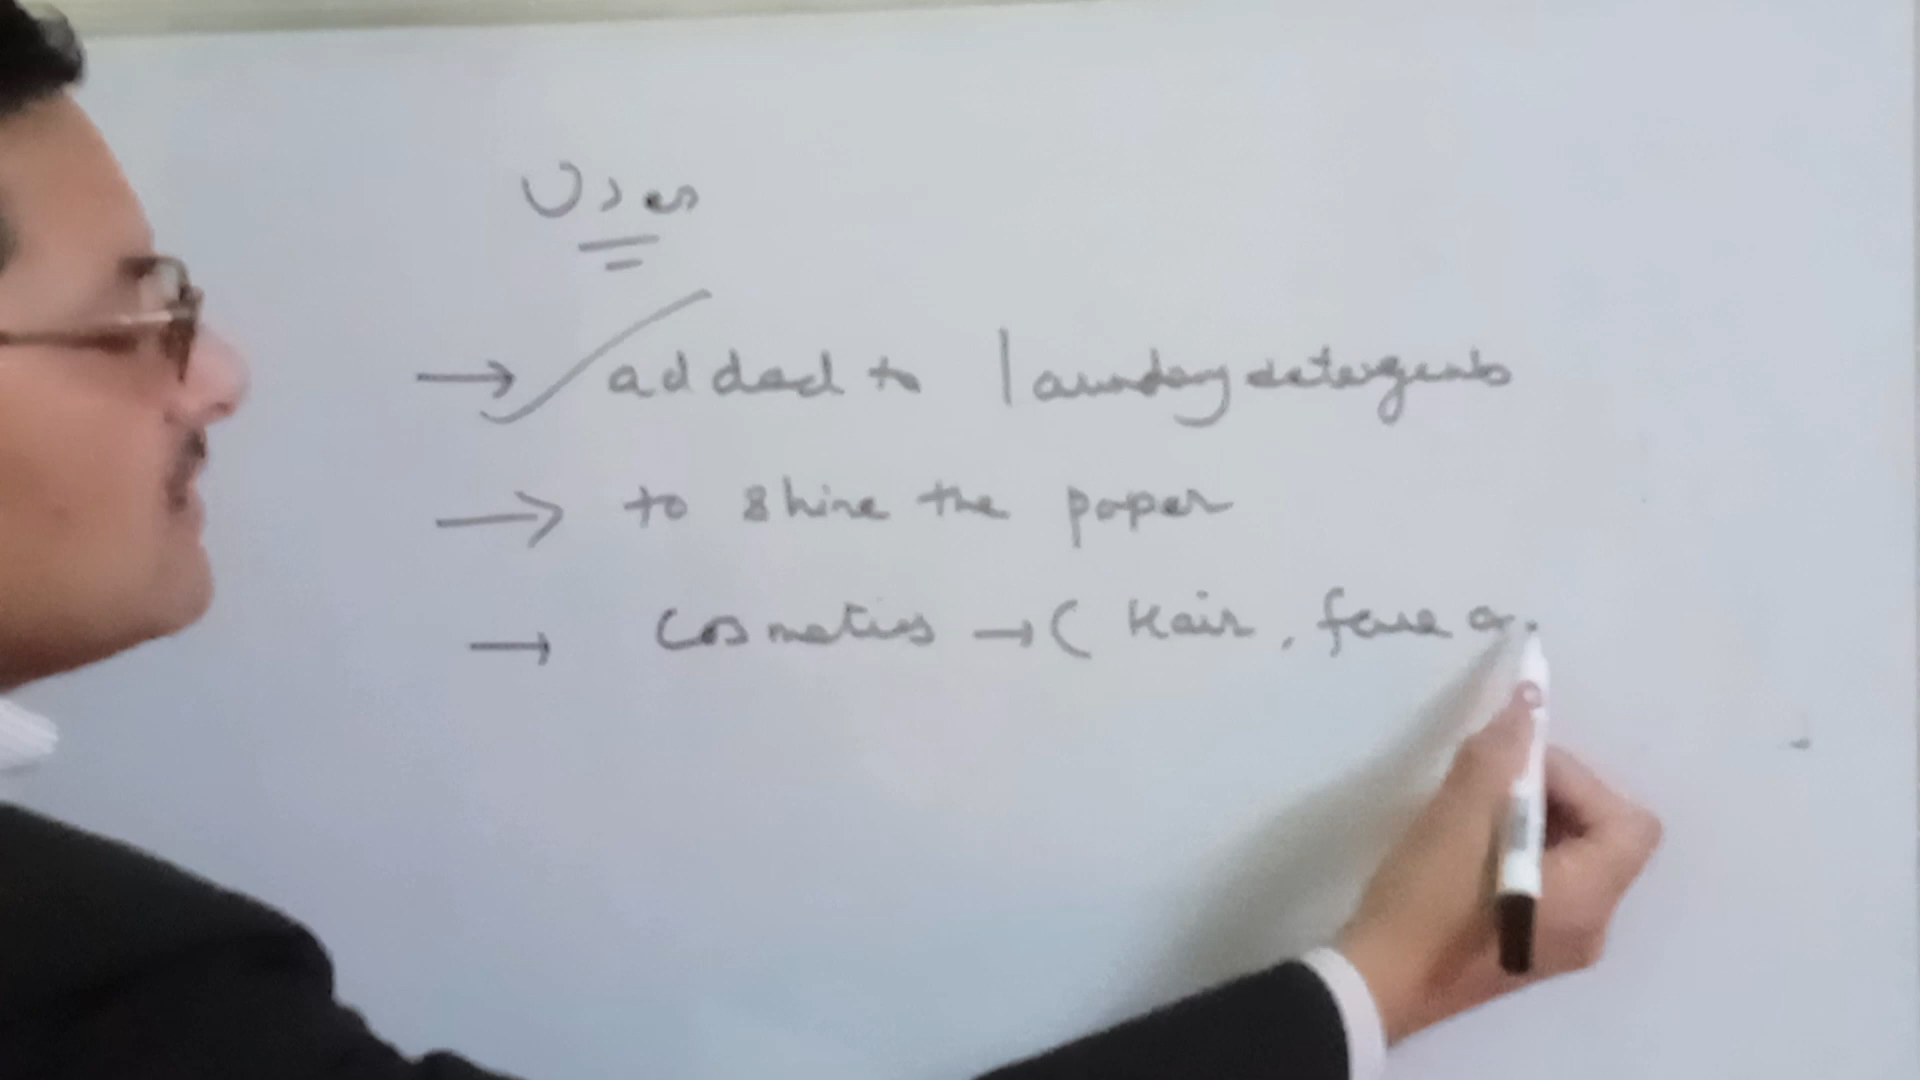 Uses
→ added to laundry detergents
→ to shine the paper
→ Cosmetics → ( Hair, face